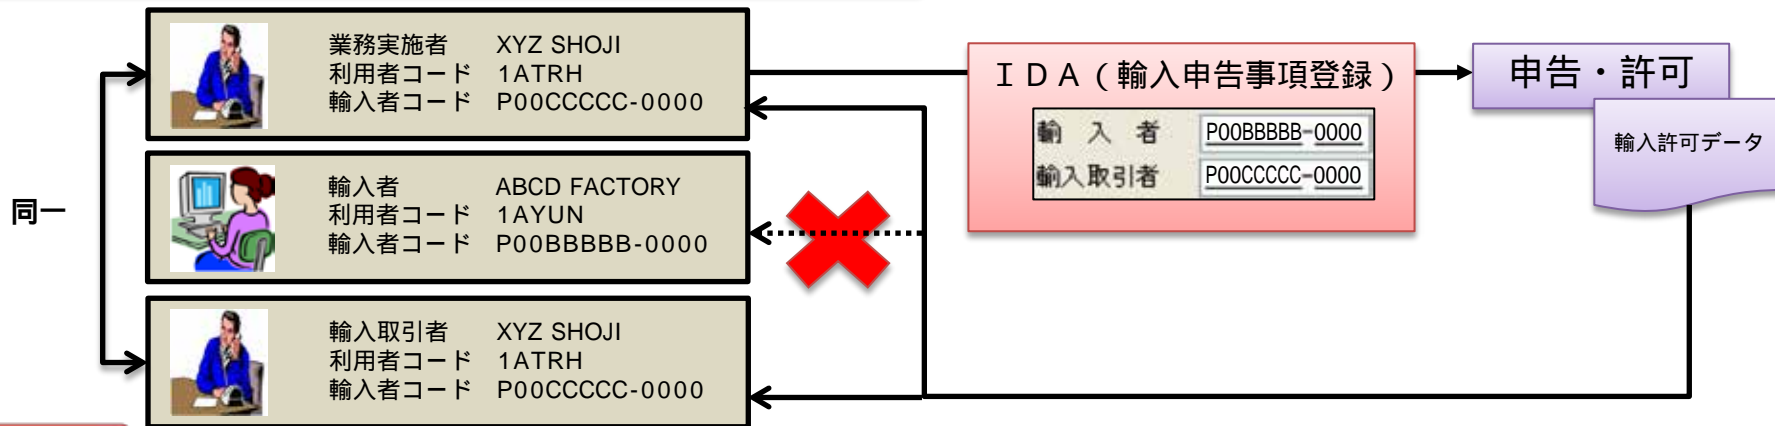 業務実施者 XYZ SHOJI
利用者コード 1ATRH
輸入者コード P00CCCCC-0000
同一
輸入者 ABCD FACTORY
利用者コード 1AYUN
輸入者コード P00BBBBB-0000
輸入取引者 XYZ SHOJI
利用者コード 1ATRH
輸入者コード P00CCCCC-0000
ＩＤＡ（輸入申告事項登録）
輸 入 者 P00BBBBB-0000
輸入取引者 P00CCCCC-0000
申告・許可
輸入許可データ